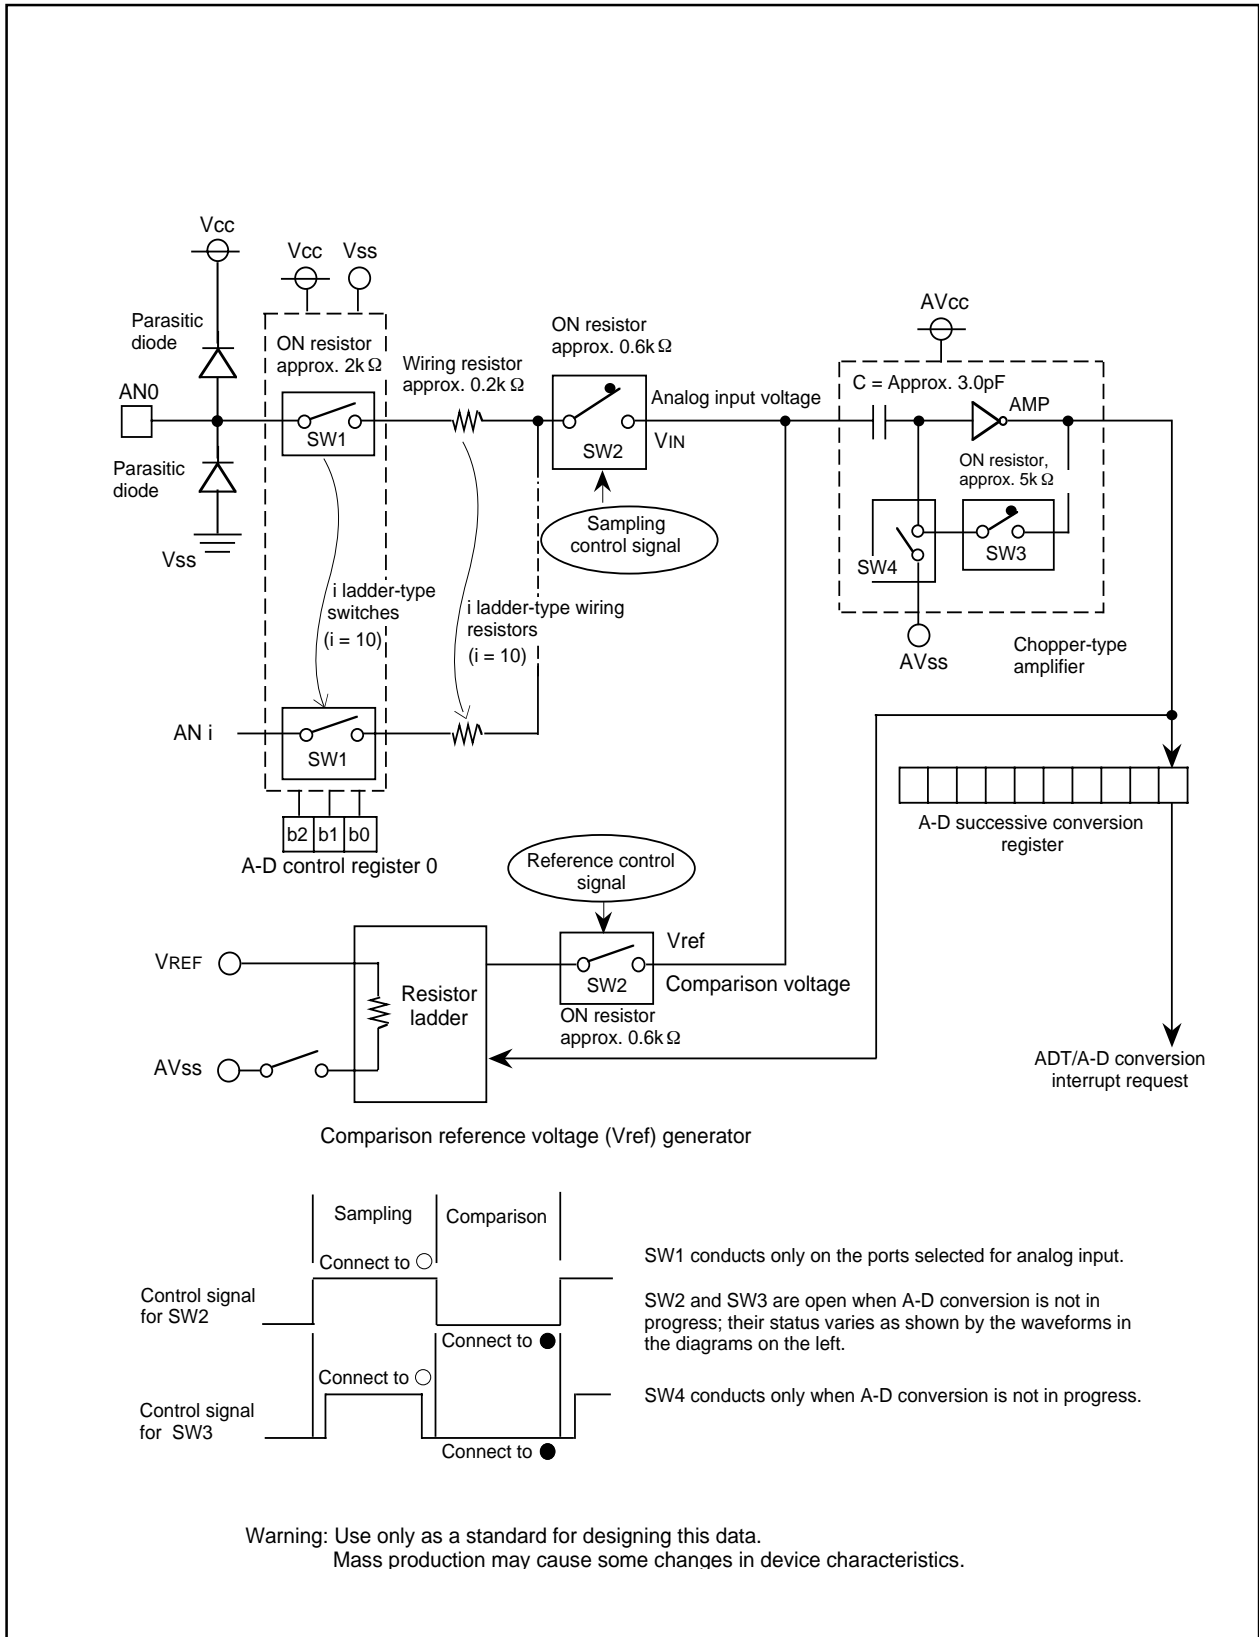 Vcc
Vcc
Vss
Parasitic
diode
AN0
Parasitic
diode
Vss
ON resistor
approx. 2kΩ
SW1
Wiring resistor
approx. 0.2kΩ
ON resistor
approx. 0.6kΩ
SW2
Analog input voltage
VIN
Sampling
control signal
AVcc
C = Approx. 3.0pF
AMP
ON resistor,
approx. 5kΩ
SW3
SW4
AVss
Chopper-type
amplifier
i ladder-type
switches
(i = 10)
i ladder-type wiring
resistors
(i = 10)
AN i
SW1
b2 b1 b0
A-D control register 0
A-D successive conversion
register
Reference control
signal
VREF
Resistor
ladder
AVss
SW2
Vref
Comparison voltage
ON resistor
approx. 0.6kΩ
ADT/A-D conversion
interrupt request
Comparison reference voltage (Vref) generator
Sampling
Comparison
Connect to ○
Control signal
for SW2
Connect to ●
Connect to ○
Control signal
for SW3
Connect to ●
SW1 conducts only on the ports selected for analog input.
SW2 and SW3 are open when A-D conversion is not in
progress; their status varies as shown by the waveforms in
the diagrams on the left.
SW4 conducts only when A-D conversion is not in progress.
Warning: Use only as a standard for designing this data.
Mass production may cause some changes in device characteristics.